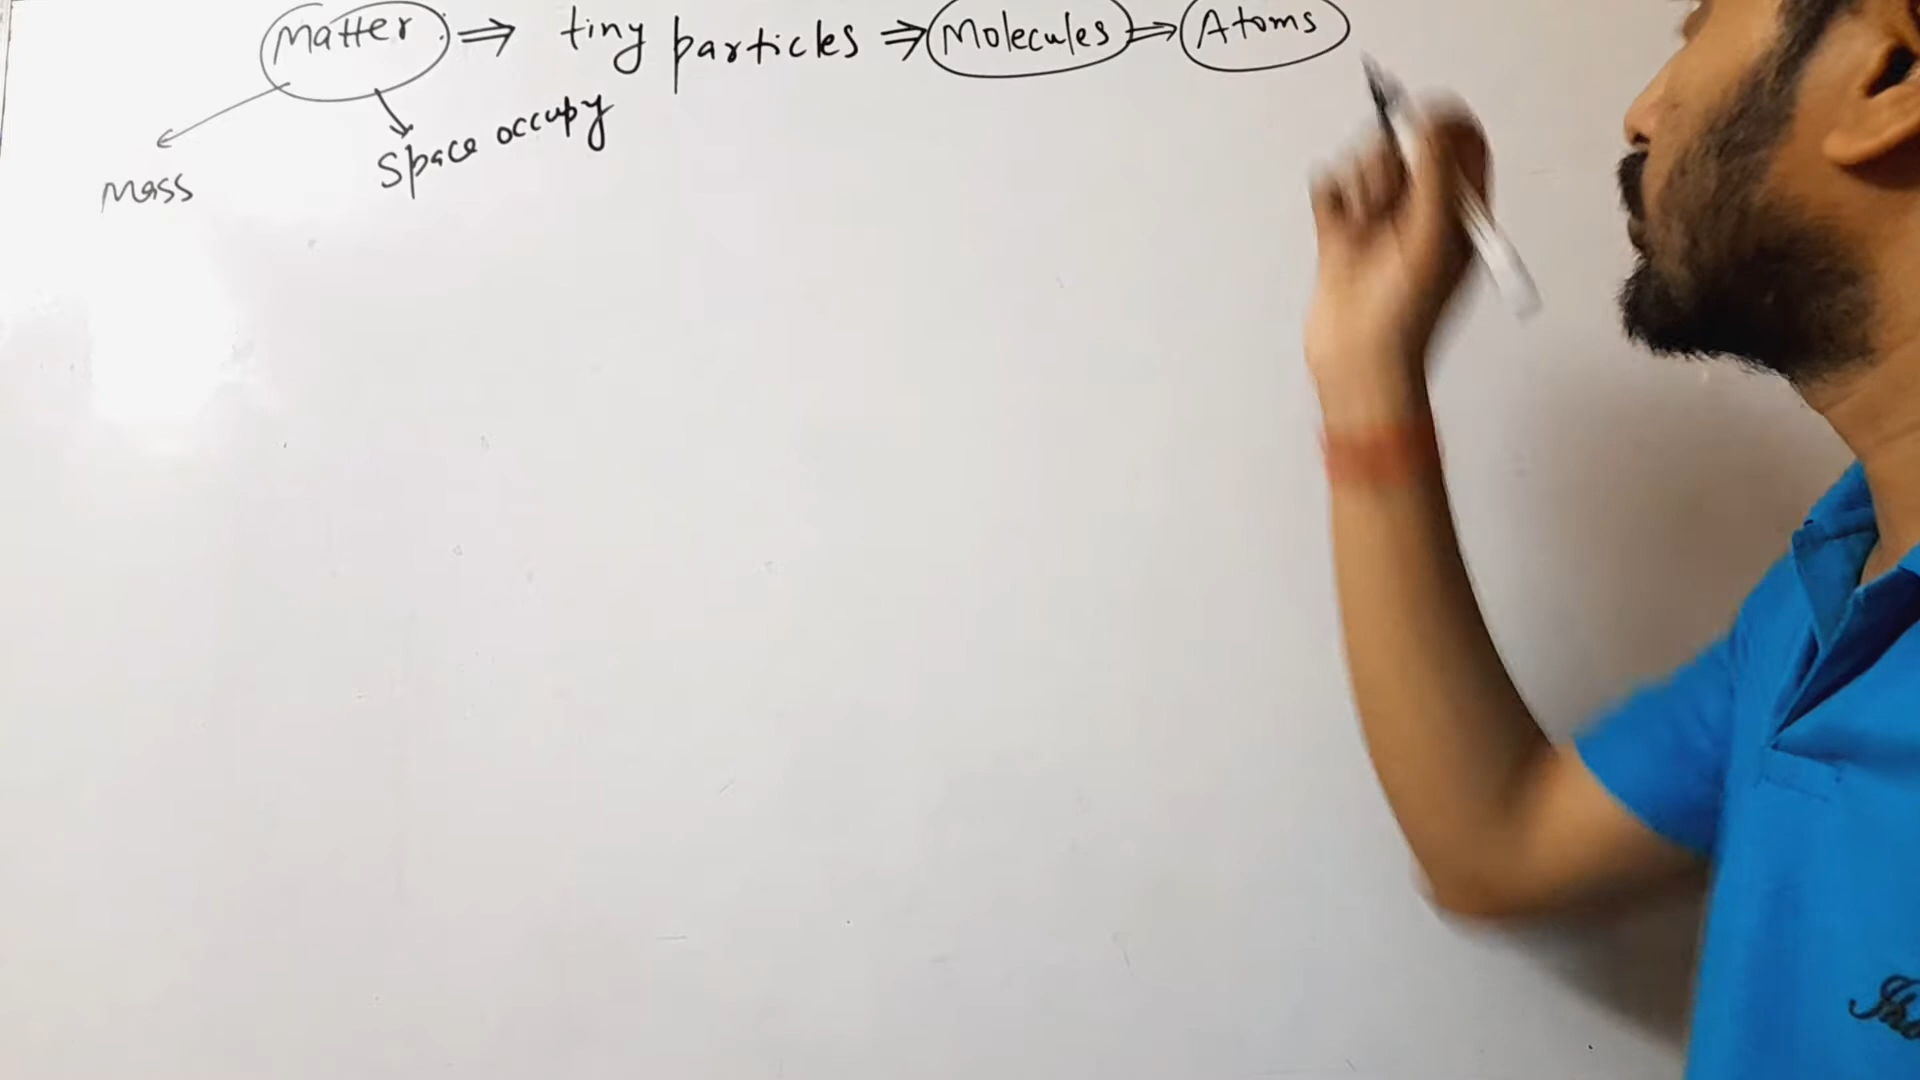 Matter ⇒ tiny particles ⇒ Molecules ⇒ Atoms
Space occupy
Mass